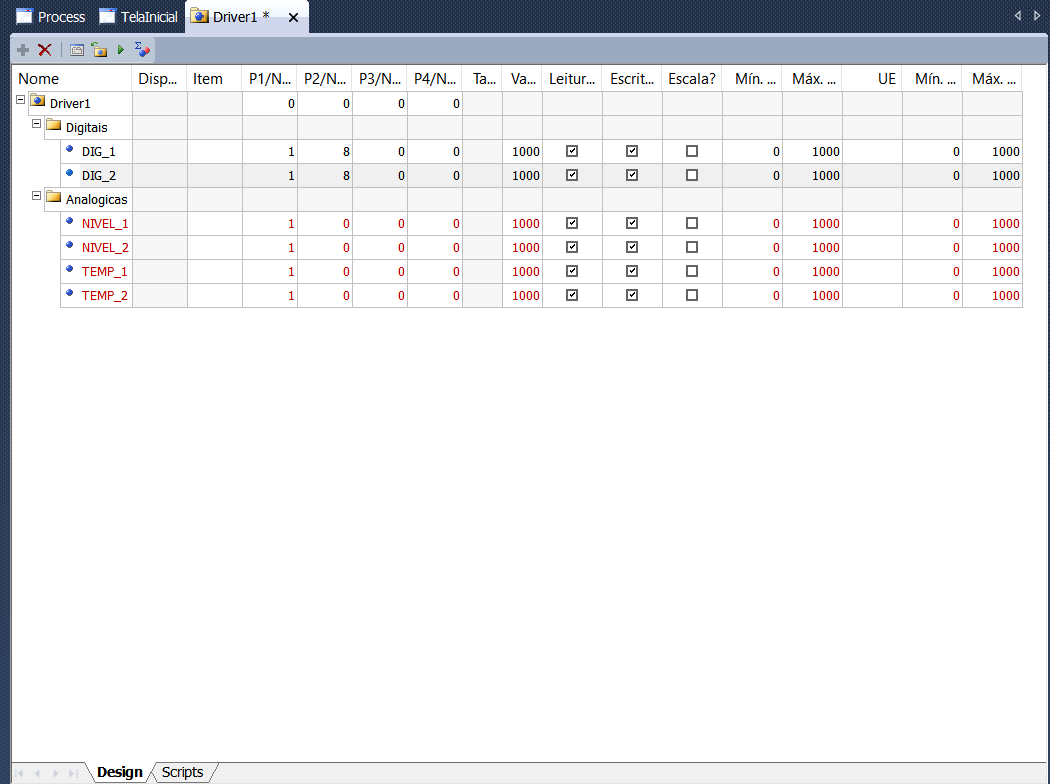 Process TelaInicial Driver1 *
Nome Disp... Item P1/N... P2/N... P3/N... P4/N... Ta... Va... Leitur... Escrit... Escala? Mín. ... Máx. ... UE Mín. ... Máx. ...
Driver1 0 0 0 0
Digitais
DIG_1 1 8 0 0 1000 0 1000 0 1000
DIG_2 1 8 0 0 1000 0 1000 0 1000
Analogicas
NIVEL_1 1 0 0 0 1000 0 1000 0 1000
NIVEL_2 1 0 0 0 1000 0 1000 0 1000
TEMP_1 1 0 0 0 1000 0 1000 0 1000
TEMP_2 1 0 0 0 1000 0 1000 0 1000
Design Scripts